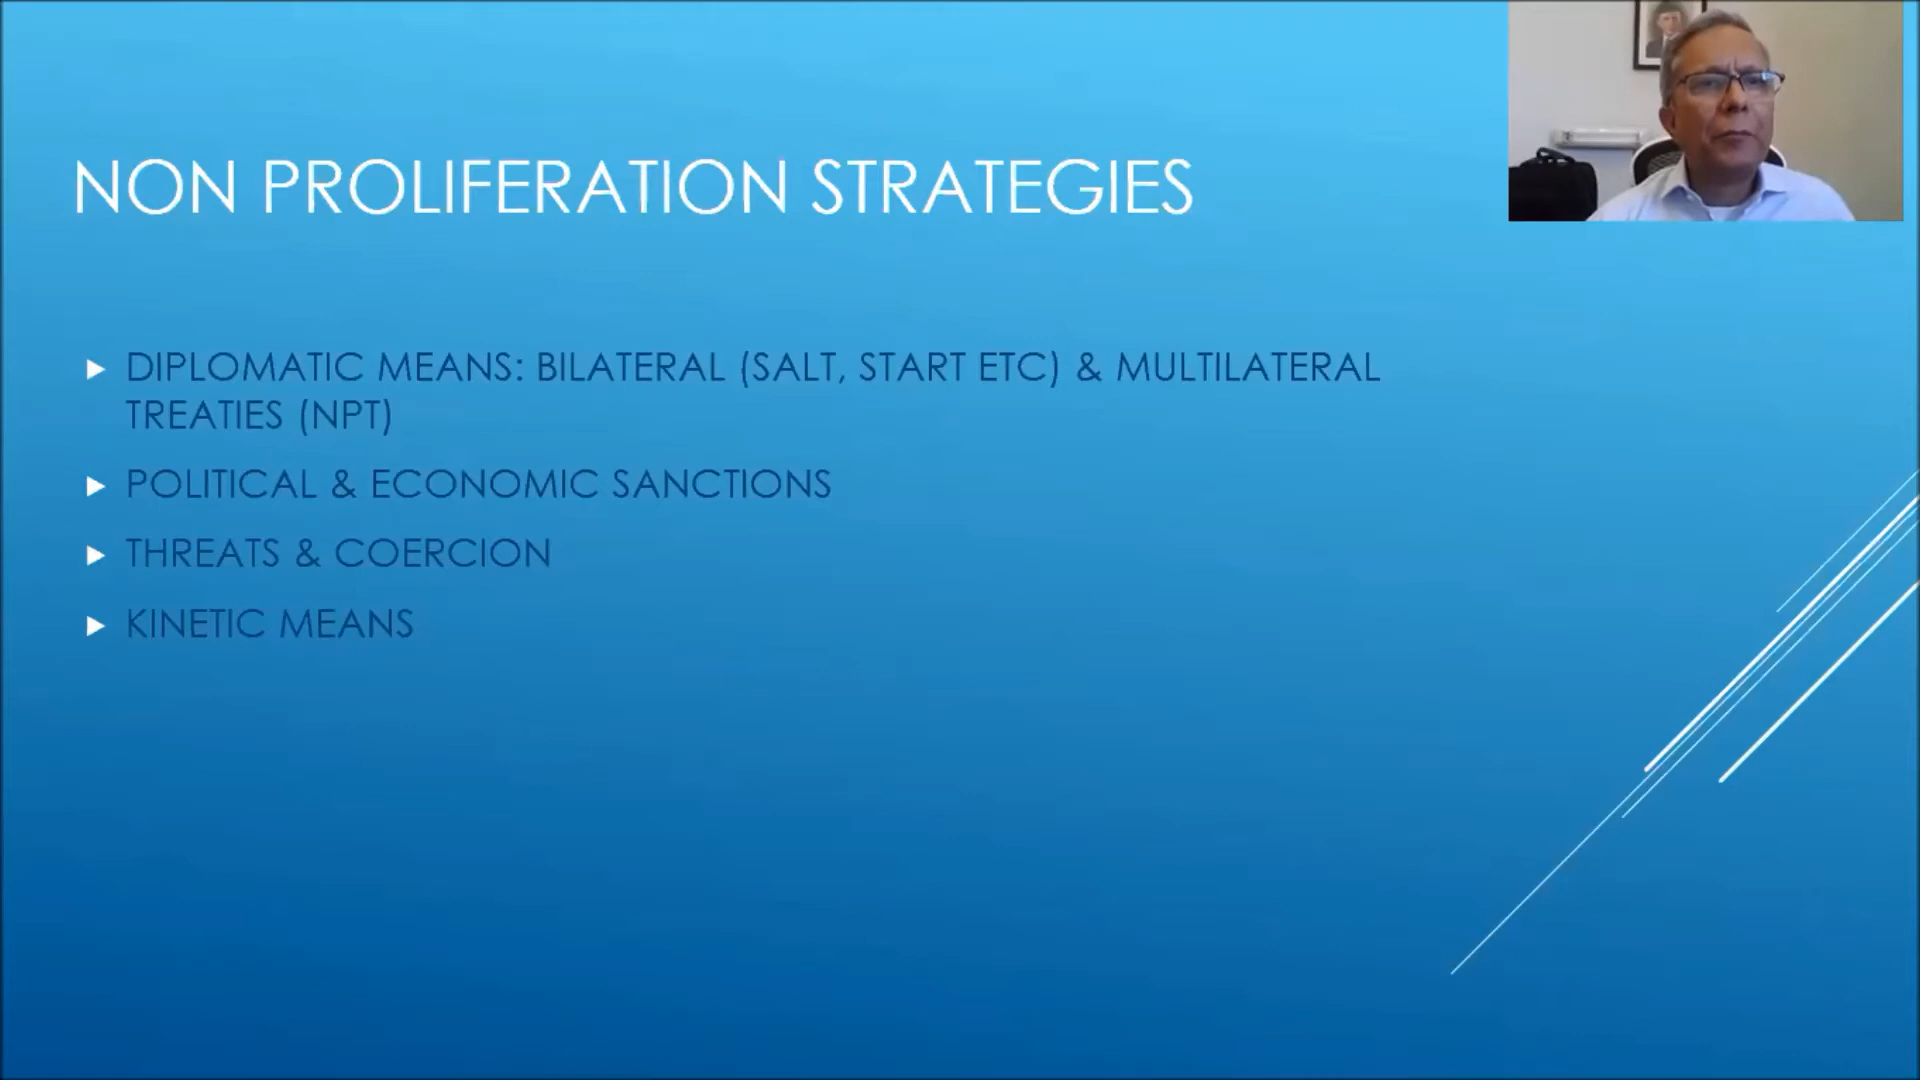 NON PROLIFERATION STRATEGIES
DIPLOMATIC MEANS: BILATERAL (SALT, START ETC) & MULTILATERAL
TREATIES (NPT)
POLITICAL & ECONOMIC SANCTIONS
THREATS & COERCION
KINETIC MEANS